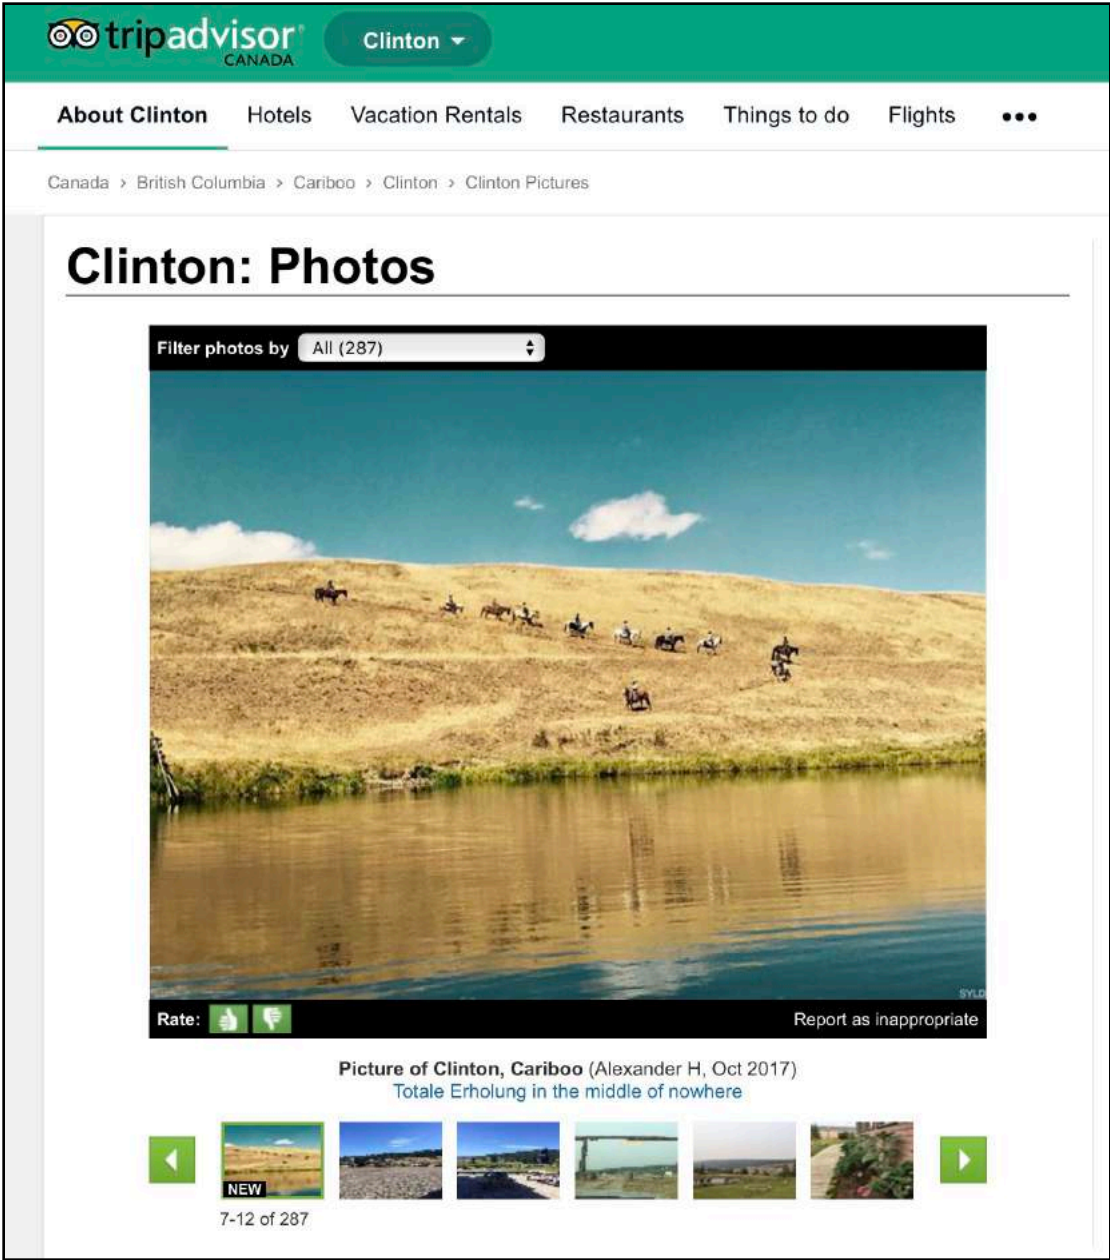 tripadvisor
CANADA
Clinton
About Clinton Hotels Vacation Rentals Restaurants Things to do Flights •••
Canada > British Columbia > Cariboo > Clinton > Clinton Pictures
Clinton: Photos
Filter photos by All (287)
SYLD
Rate: Report as inappropriate
Picture of Clinton, Cariboo (Alexander H, Oct 2017)
Totale Erholung in the middle of nowhere
NEW
7-12 of 287